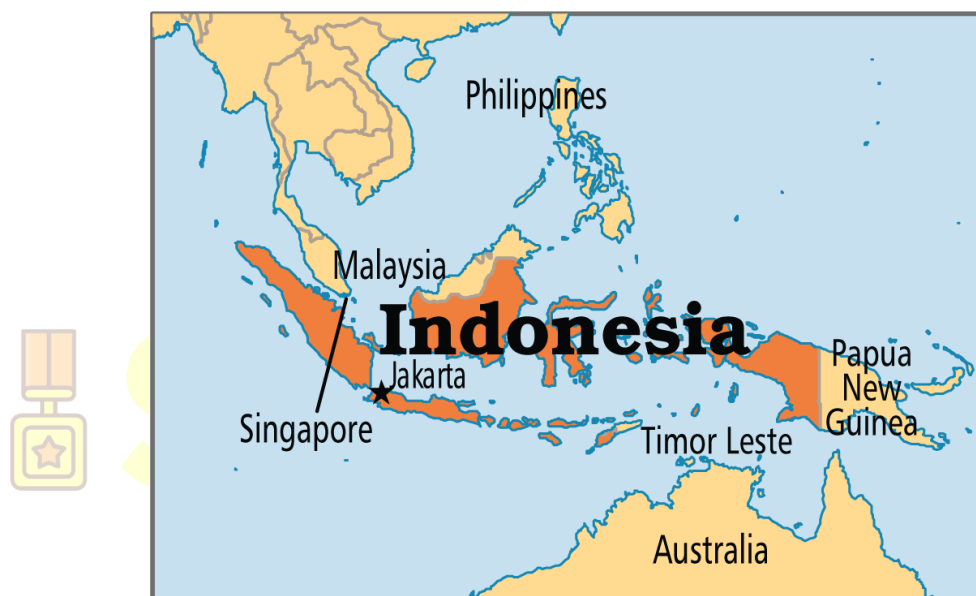 Philippines
Malaysia
Indonesia
Jakarta
Singapore
Papua
New
Guinea
Timor Leste
Australia